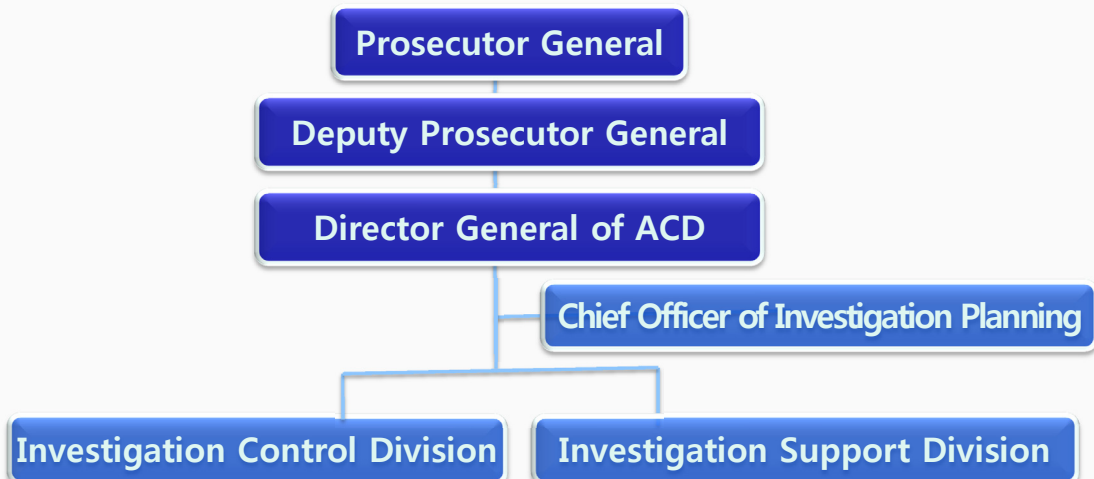 Prosecutor General
Deputy Prosecutor General
Director General of ACD
Chief Officer of Investigation Planning
Investigation Control Division
Investigation Support Division